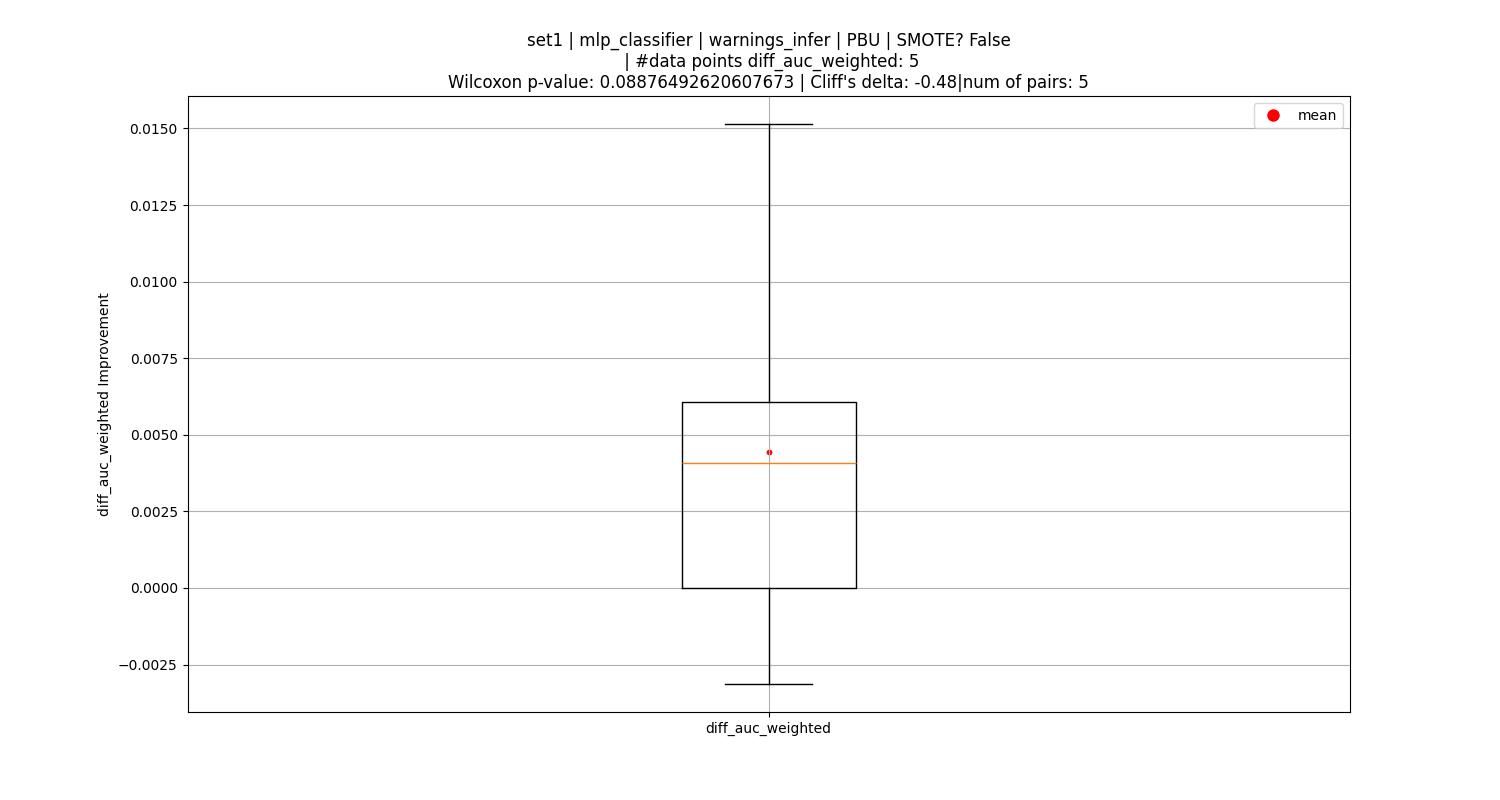 set1 | mlp_classifier | warnings_infer | PBU | SMOTE? False
| #data points diff_auc_weighted: 5
Wilcoxon p-value: 0.08876492620607673 | Cliff's delta: -0.48|num of pairs: 5
mean
0.0150
0.0125
0.0100
0.0075
0.0050
0.0025
0.0000
−0.0025
diff_auc_weighted Improvement
diff_auc_weighted